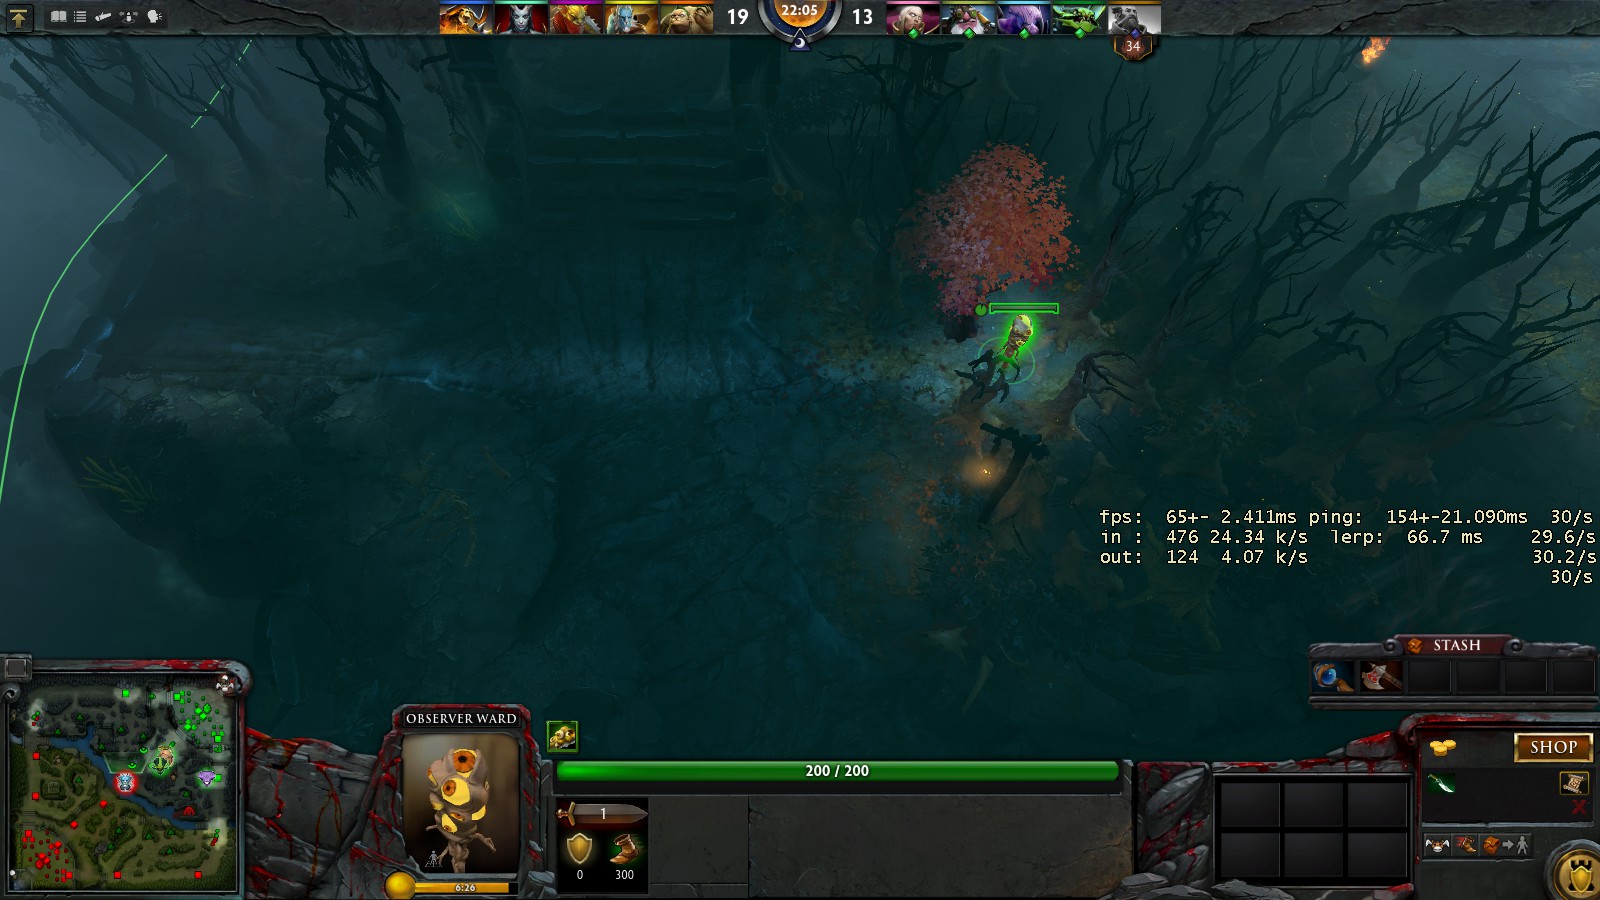 19 22:05 13
34
fps: 65+- 2.411ms ping: 154+-21.090ms 30/s
in : 476 24.34 k/s lerp: 66.7 ms 29.6/s
out: 124 4.07 k/s 30.2/s
30/s
STASH
OBSERVER WARD
SHOP
200 / 200
1
0 300
6:26